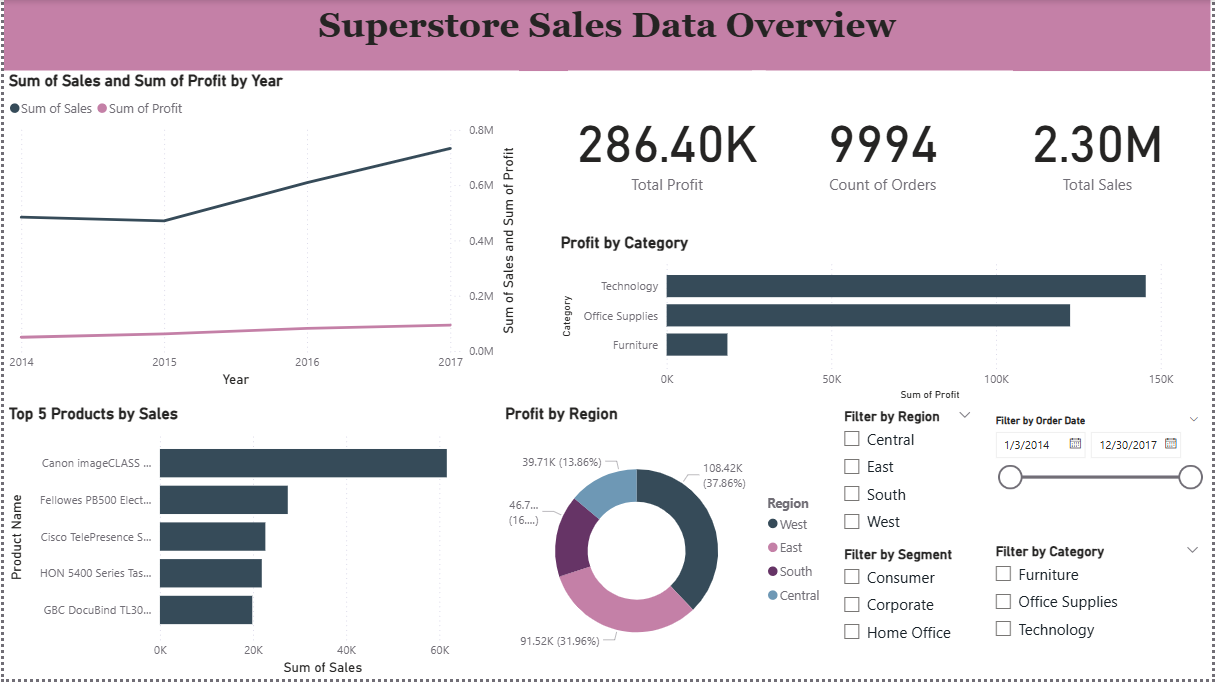 Superstore Sales Data Overview
Sum of Sales and Sum of Profit by Year
Sum of Sales Sum of Profit
0.8M
0.6M
0.4M
0.2M
0.0M
Sum of Sales and Sum of Profit
2014 2015 2016 2017
Year
286.40K
Total Profit
9994
Count of Orders
2.30M
Total Sales
Profit by Category
Category
Technology
Office Supplies
Furniture
0K 50K 100K 150K
Sum of Profit
Top 5 Products by Sales
Product Name
Canon imageCLASS ...
Fellowes PB500 Elect...
Cisco TelePresence S...
HON 5400 Series Tas...
GBC DocuBind TL30...
0K 20K 40K 60K
Sum of Sales
Profit by Region
39.71K (13.86%)
108.42K
(37.86%)
46.7...
(16....)
91.52K (31.96%)
Region
West
East
South
Central
Filter by Region
Central
East
South
West
Filter by Segment
Consumer
Corporate
Home Office
Filter by Order Date
1/3/2014 12/30/2017
Filter by Category
Furniture
Office Supplies
Technology